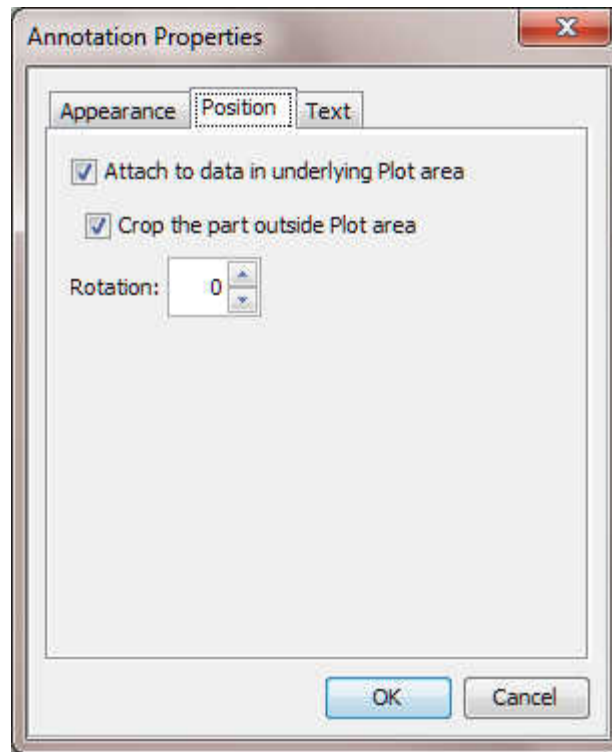 Annotation Properties
Appearance Position Text
Attach to data in underlying Plot area
Crop the part outside Plot area
Rotation: 0
OK Cancel